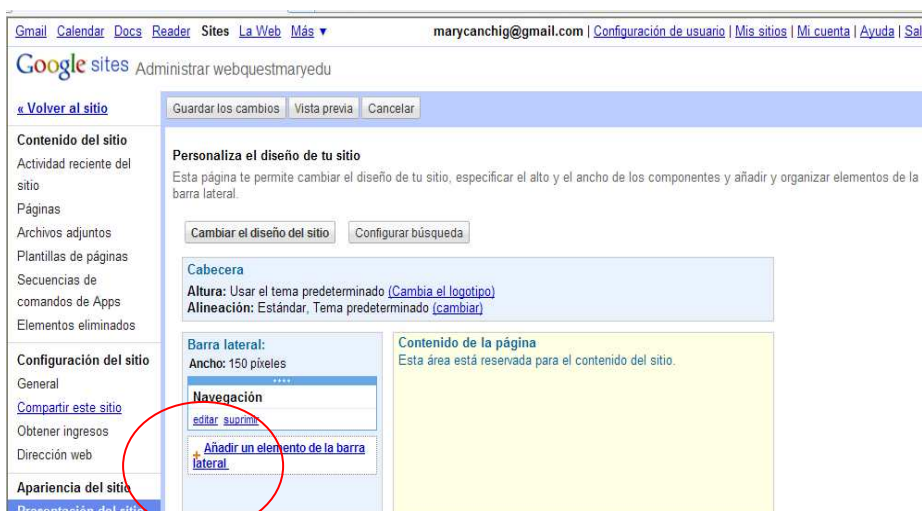 Gmail Calendar Docs Reader Sites La Web Más ▼ marycanchig@gmail.com | Configuración de usuario | Mis sitios | Mi cuenta | Ayuda | Sal
Google sites Administrar webquestmaryedu
« Volver al sitio
Guardar los cambios Vista previa Cancelar
Contenido del sitio
Actividad reciente del
sitio
Páginas
Archivos adjuntos
Plantillas de páginas
Secuencias de
comandos de Apps
Elementos eliminados
Configuración del sitio
General
Compartir este sitio
Obtener ingresos
Dirección web
Apariencia del sitio
Presentación del sitio
Personaliza el diseño de tu sitio
Esta página te permite cambiar el diseño de tu sitio, especificar el alto y el ancho de los componentes y añadir y organizar elementos de la
barra lateral.
Cambiar el diseño del sitio Configurar búsqueda
Cabecera
Altura: Usar el tema predeterminado (Cambia el logotipo)
Alineación: Estándar, Tema predeterminado (cambiar)
Barra lateral:
Ancho: 150 píxeles
Navegación
editar suprimir
Añadir un elemento de la barra
lateral
Contenido de la página
Esta área está reservada para el contenido del sitio.